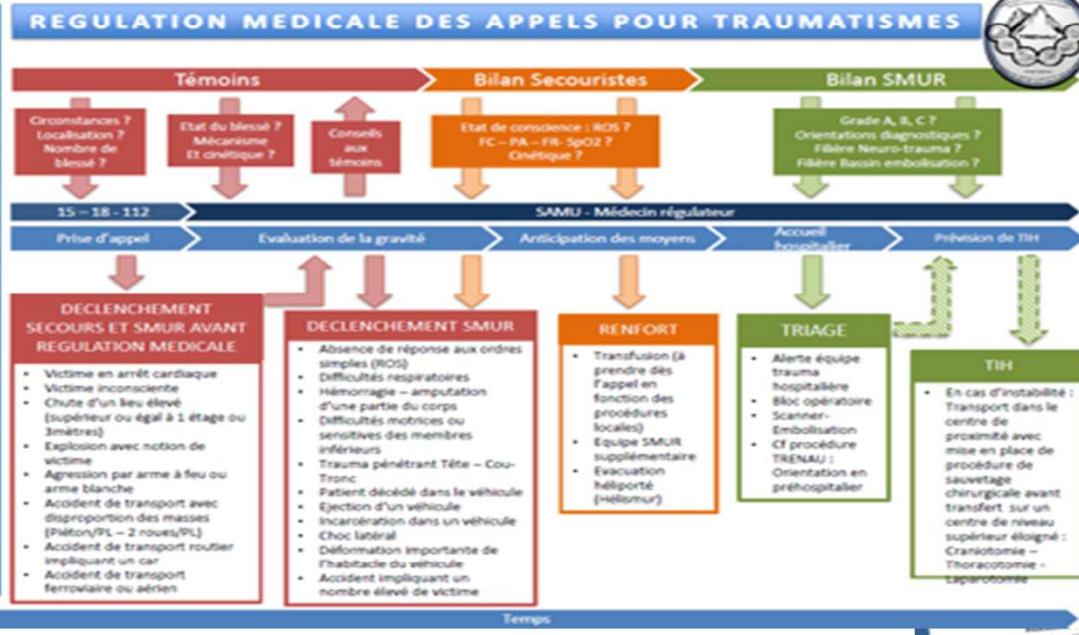 REGULATION MEDICALE DES APPELS POUR TRAUMATISMES
Témoins
Bilan Secouristes
Bilan SMUR
Circonstances ?
Localisation ?
Nombre de
blessé ?
Etat du blessé ?
Mécanisme
Et cinétique ?
Conseils
aux
témoins
Etat de conscience : ROS ?
FC – PA – FR- SpO2 ?
Cinétique ?
Grade A, B, C ?
Orientations diagnostiques ?
Filière Neuro-trauma ?
Filière Bassin embolisation ?
15 – 18 - 112
SAMU - Médecin régulateur
Prise d'appel
Evaluation de la gravité
Anticipation des moyens
Accueil
hospitalier
Prévision de TIH
DECLENCHEMENT
SECOURS ET SMUR AVANT
REGULATION MEDICALE
• Victime en arrêt cardiaque
• Victime inconsciente
• Chute d'un lieu élevé
(supérieur ou égal à 1 étage ou
3mètres)
• Explosion avec notion de
victime
• Agression par arme à feu ou
arme blanche
• Accident de transport avec
disproportion des masses
(Piéton/PL – 2 roues/PL)
• Accident de transport routier
impliquant un car
• Accident de transport
ferroviaire ou aérien
DECLENCHEMENT SMUR
• Absence de réponse aux ordres
simples (ROS)
• Difficultés respiratoires
• Hémorragie – amputation
d'une partie du corps
• Difficultés motrices ou
sensitives des membres
inférieurs
• Trauma pénétrant Tête – Cou-
Tronc
• Patient décédé dans le véhicule
• Ejection d'un véhicule
• Incarcération dans un véhicule
• Choc latéral
• Déformation importante de
l'habitacle du véhicule
• Accident impliquant un
nombre élevé de victime
RENFORT
• Transfusion (à
prendre dès
l'appel en
fonction des
procédures
locales)
• Equipe SMUR
supplémentaire
• Evacuation
héliporté
(Hélismur)
TRIAGE
• Alerte équipe
trauma
hospitalière
• Bloc opératoire
• Scanner-
Embolisation
• Cf procédure
TRENAU :
Orientation en
préhospitalier
TIH
• En cas d'instabilité :
Transport dans le
centre de
proximité avec
mise en place de
procédure de
sauvetage
chirurgicale avant
transfert sur un
centre de niveau
supérieur éloigné :
Craniotomie –
Thoracotomie -
Laparotomie
Temps